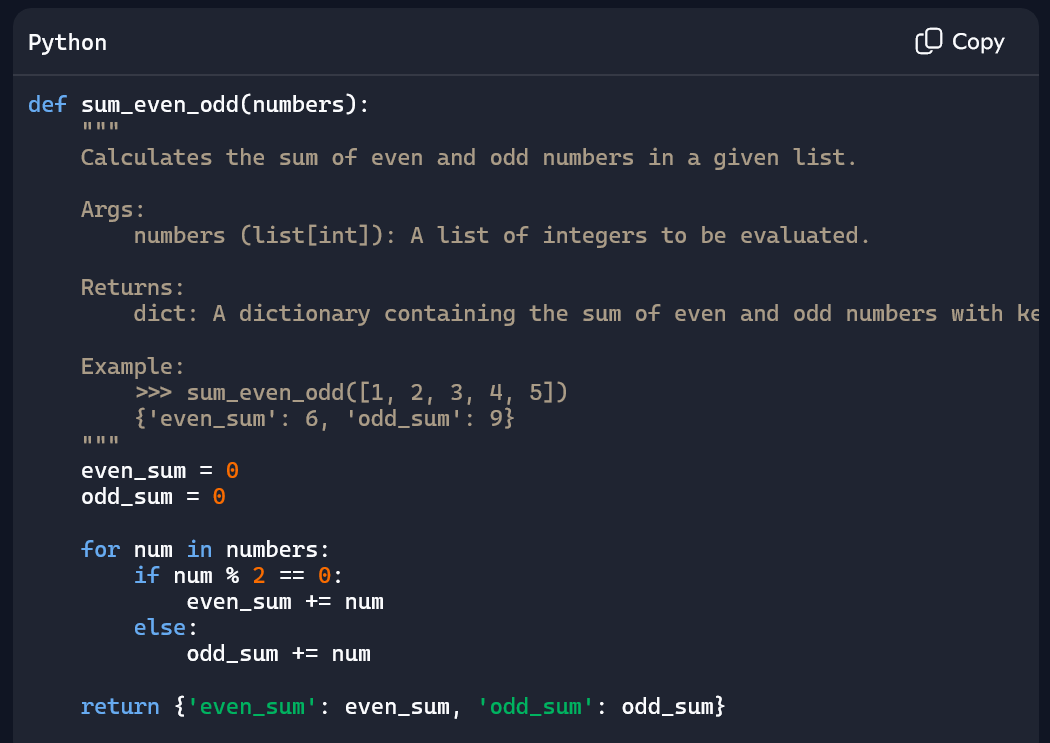 Python
Copy
def sum_even_odd(numbers):
    """
    Calculates the sum of even and odd numbers in a given list.

    Args:
        numbers (list[int]): A list of integers to be evaluated.

    Returns:
        dict: A dictionary containing the sum of even and odd numbers with

    Example:
        >>> sum_even_odd([1, 2, 3, 4, 5])
        {'even_sum': 6, 'odd_sum': 9}
    """
    even_sum = 0
    odd_sum = 0

    for num in numbers:
        if num % 2 == 0:
            even_sum += num
        else:
            odd_sum += num

    return {'even_sum': even_sum, 'odd_sum': odd_sum}